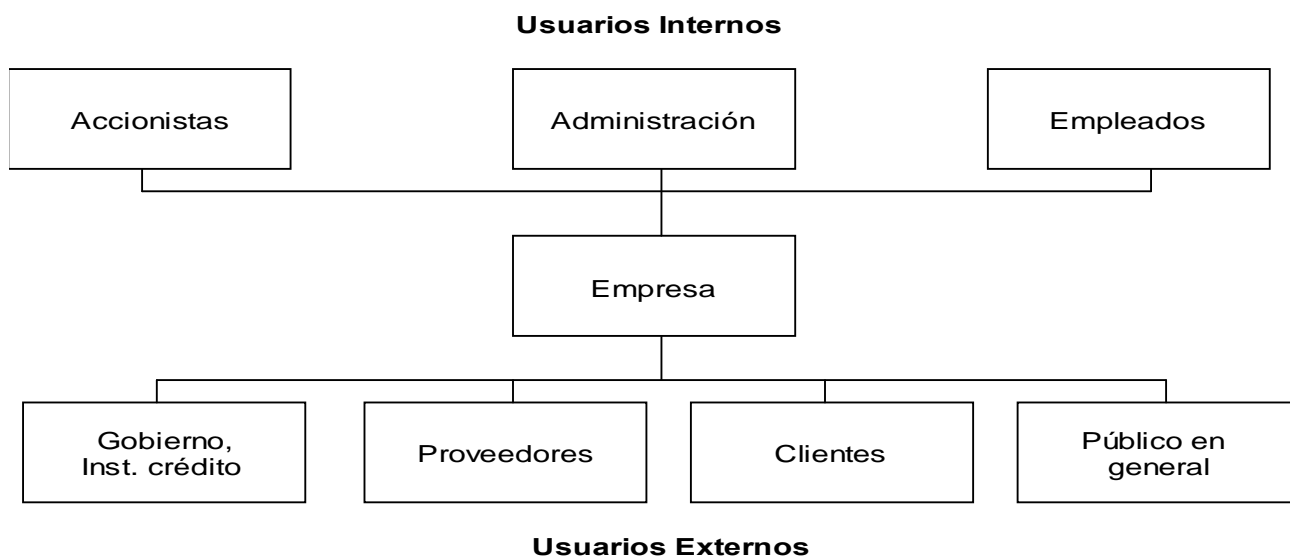 Usuarios Internos
Accionistas
Administración
Empleados
Empresa
Gobierno,
Inst. crédito
Proveedores
Clientes
Público en
general
Usuarios Externos